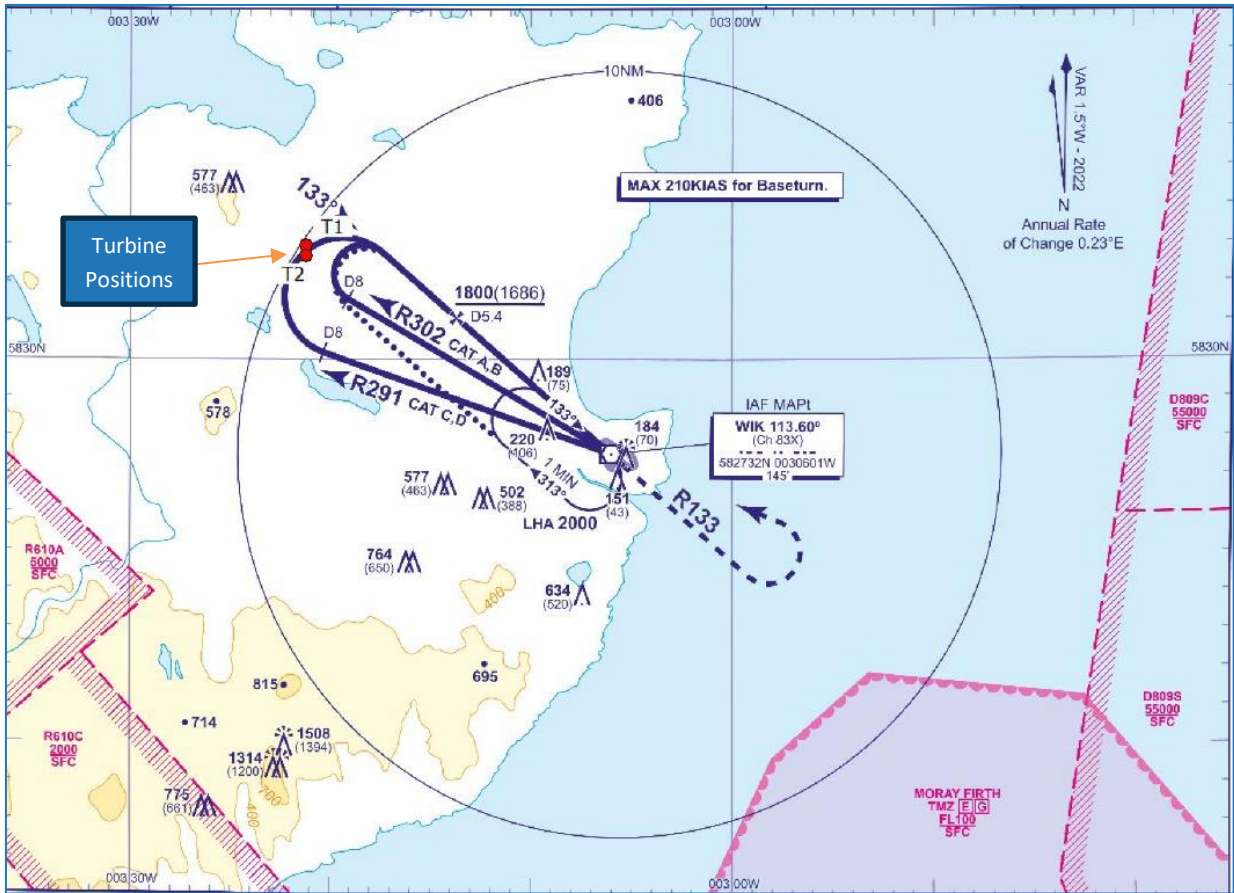 003 30W
003 00W
10NM
406
VAR 1.5°W - 2022
N
Annual Rate
of Change 0.23°E
MAX 210KIAS for Baseturn.
577
(463)
133°
T1
Turbine
Positions
T2
D8
1800(1686)
D5.4
R302 CAT A,B
D8
5830N
5830N
R291 CAT C,D
189
(75)
133°
578
IAF MAPt
WIK 113.60°
(Ch 83X)
582732N 0030601W
145'
184
(70)
220
(406)
1 MIN
313°
D809C
55000
SFC
577
(463)
502
(388)
LHA 2000
151
(43)
R133
R610A
5000
SFC
764
(650)
400
634
(520)
695
815
714
D809S
55000
SFC
R610C
2000
SFC
1508
(1394)
1314
(1200)
700
400
775
(661)
MORAY FIRTH
TMZ E G
FL100
SFC
003 30W
003 00W